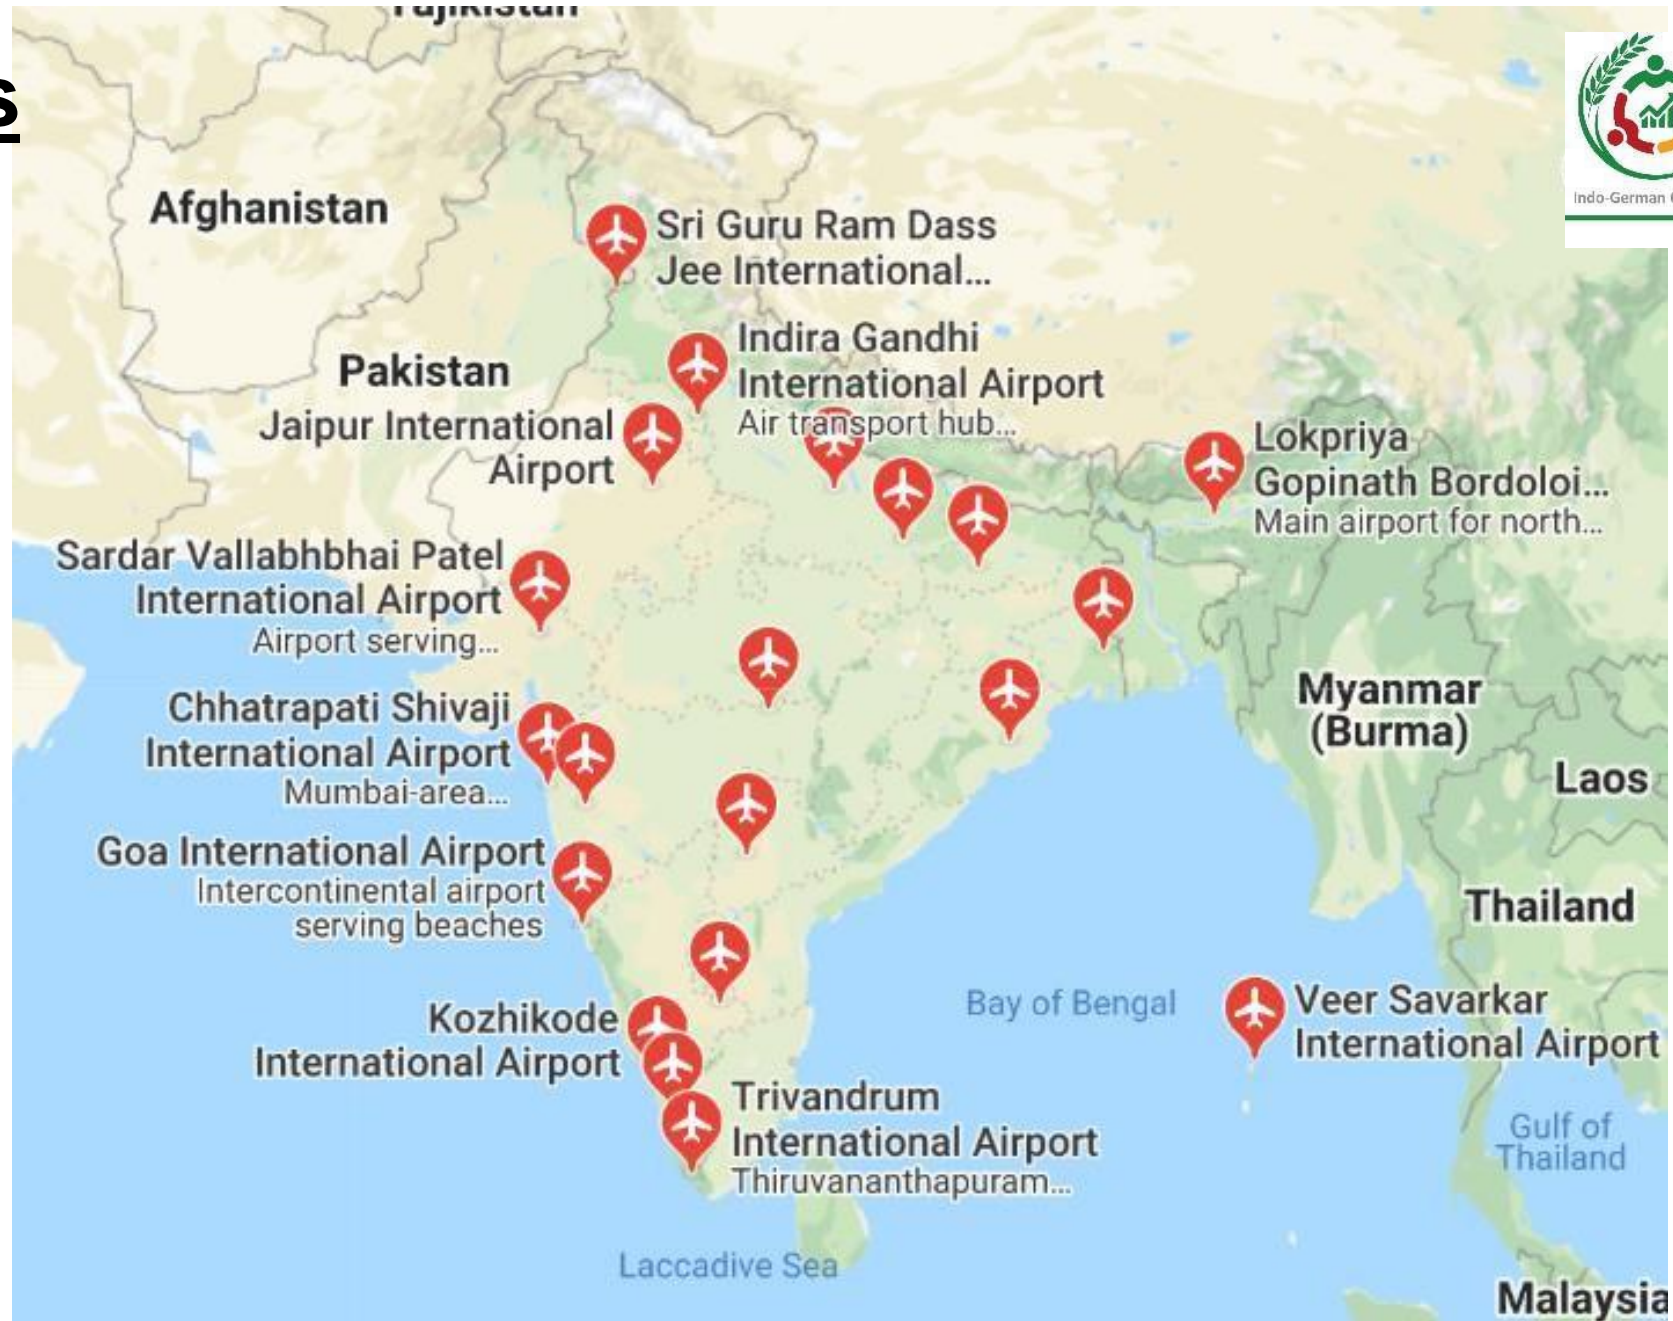 Tajikistan
s
Indo-German
Afghanistan
Sri Guru Ram Dass
Jee International...
Indira Gandhi
International Airport
Air transport hub...
Pakistan
Jaipur International
Airport
Lokpriya
Gopinath Bordoloi...
Main airport for north...
Sardar Vallabhbhai Patel
International Airport
Airport serving...
Chhatrapati Shivaji
International Airport
Mumbai-area...
Myanmar
(Burma)
Laos
Goa International Airport
Intercontinental airport
serving beaches
Thailand
Bay of Bengal
Veer Savarkar
International Airport
Kozhikode
International Airport
Trivandrum
International Airport
Thiruvananthapuram...
Gulf of
Thailand
Laccadive Sea
Malaysia